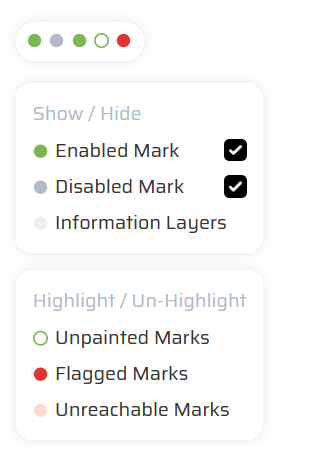 Show / Hide
Enabled Mark
Disabled Mark
Information Layers
Highlight / Un-Highlight
Unpainted Marks
Flagged Marks
Unreachable Marks